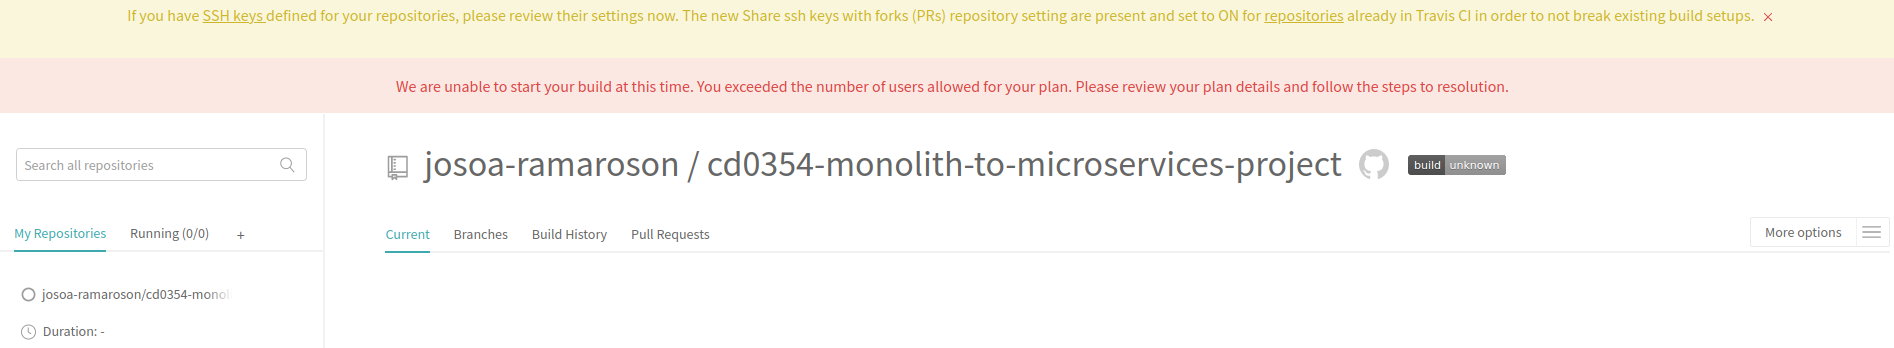 If you have SSH keys defined for your repositories, please review their settings now. The new Share ssh keys with forks (PRs) repository setting are present and set to ON for repositories already in Travis CI in order to not break existing build setups.
We are unable to start your build at this time. You exceeded the number of users allowed for your plan. Please review your plan details and follow the steps to resolution.
Search all repositories
josoa-ramaroson / cd0354-monolith-to-microservices-project
build unknown
My Repositories Running (0/0) +
Current Branches Build History Pull Requests
More options
josoa-ramaroson/cd0354-monol
Duration: -